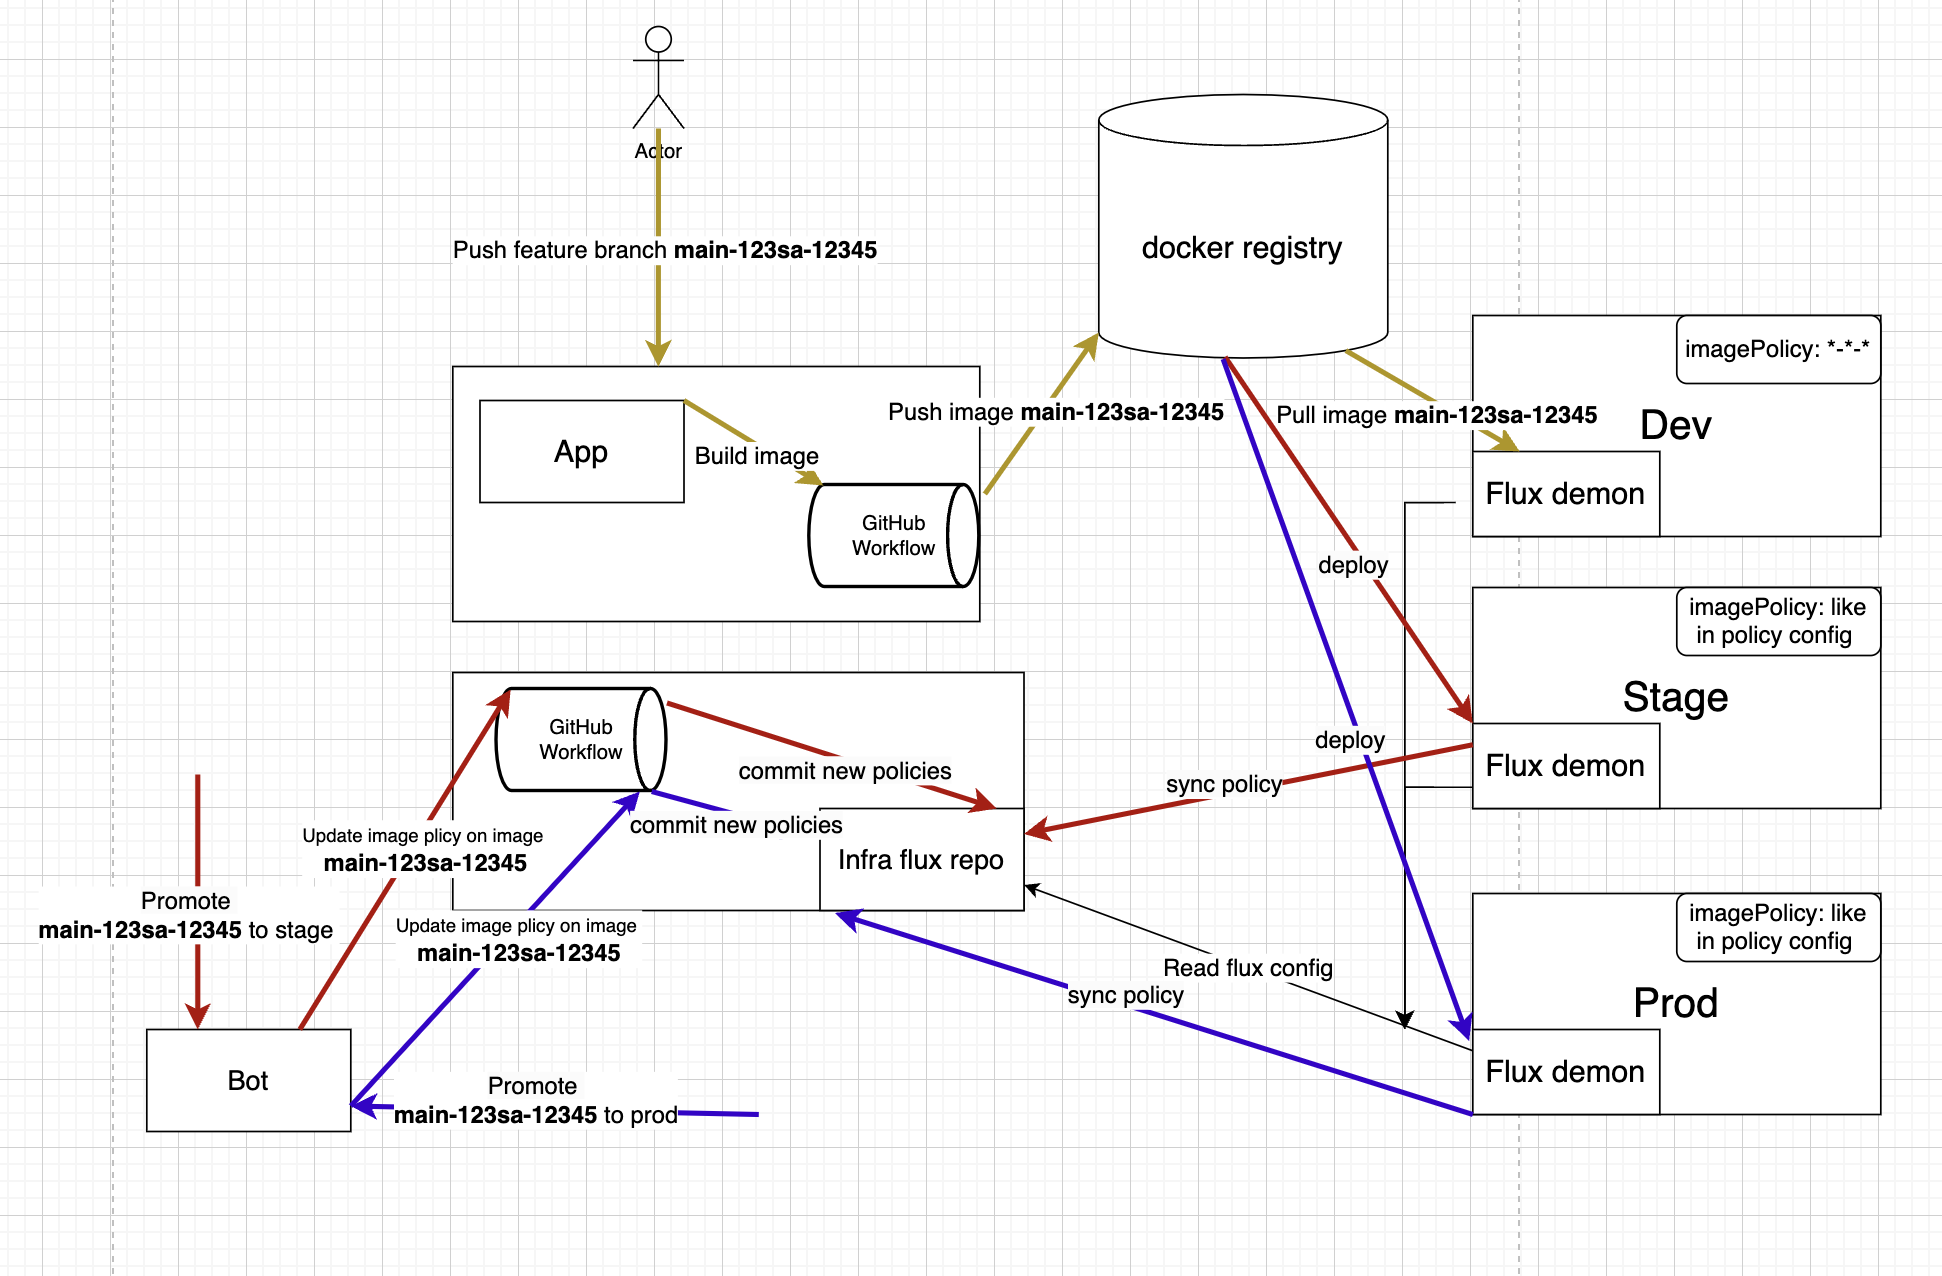 Actor
Push feature branch main-123sa-12345
docker registry
imagePolicy: *-*-*
Dev
Push image main-123sa-12345
Pull image main-123sa-12345
App
Build image
Flux demon
GitHub
Workflow
deploy
imagePolicy: like
in policy config
Stage
GitHub
Workflow
deploy
commit new policies
sync policy
Flux demon
commit new policies
Update image plicy on image
main-123sa-12345
Infra flux repo
Promote
main-123sa-12345 to stage
Update image plicy on image
main-123sa-12345
imagePolicy: like
in policy config
Read flux config
sync policy
Prod
Bot
Promote
main-123sa-12345 to prod
Flux demon